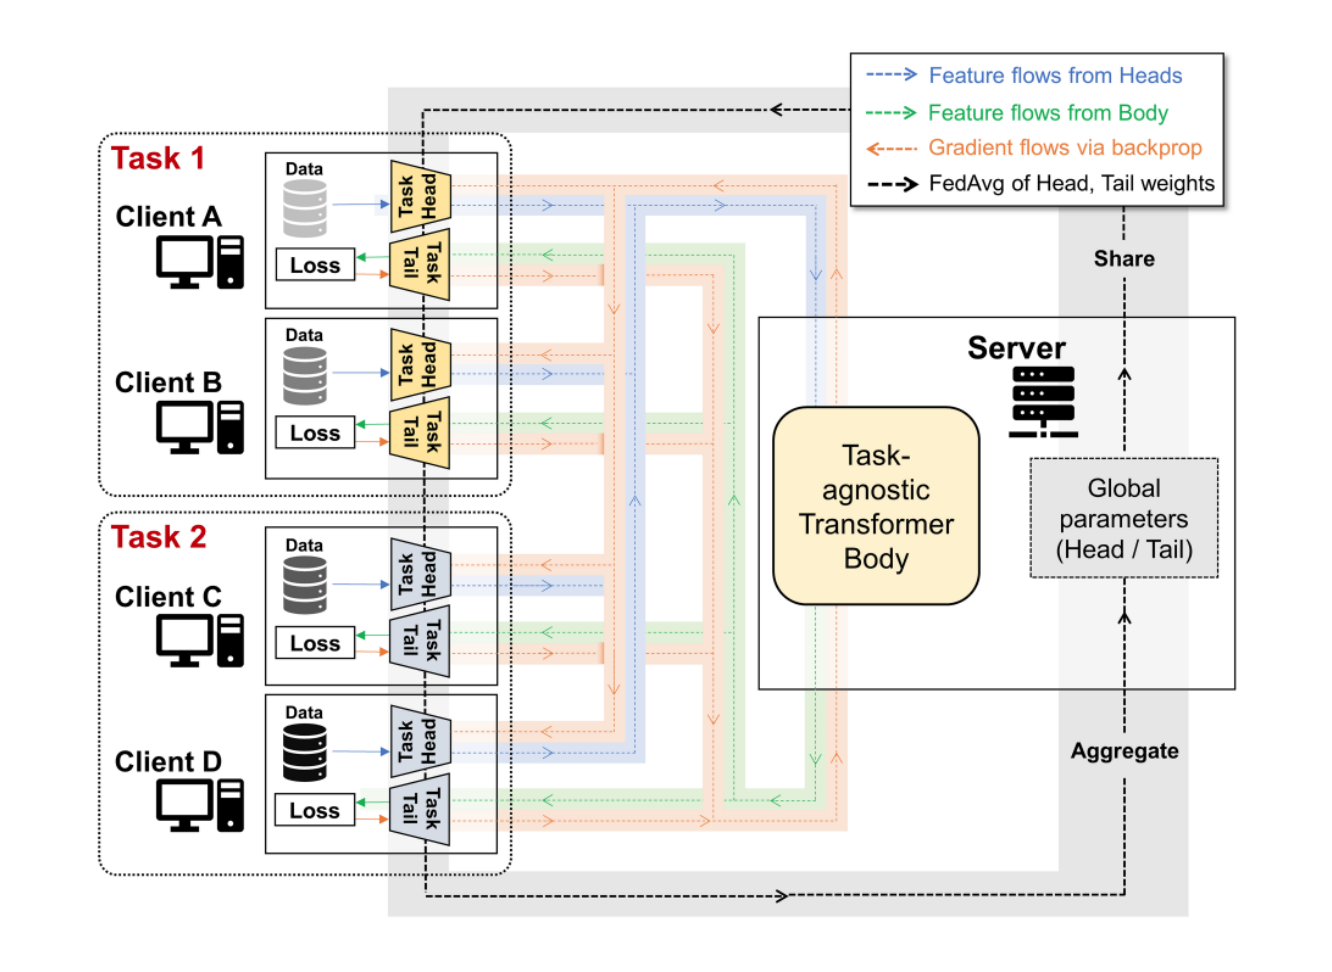 Feature flows from Heads
Feature flows from Body
Gradient flows via backprop
FedAvg of Head, Tail weights
Task 1
Client A
Data
Task
Head
Loss
Task
Tail
Client B
Data
Task
Head
Loss
Task
Tail
Task 2
Client C
Data
Task
Head
Loss
Task
Tail
Client D
Data
Task
Head
Loss
Task
Tail
Share
Server
Task-
agnostic
Transformer
Body
Global
parameters
(Head / Tail)
Aggregate